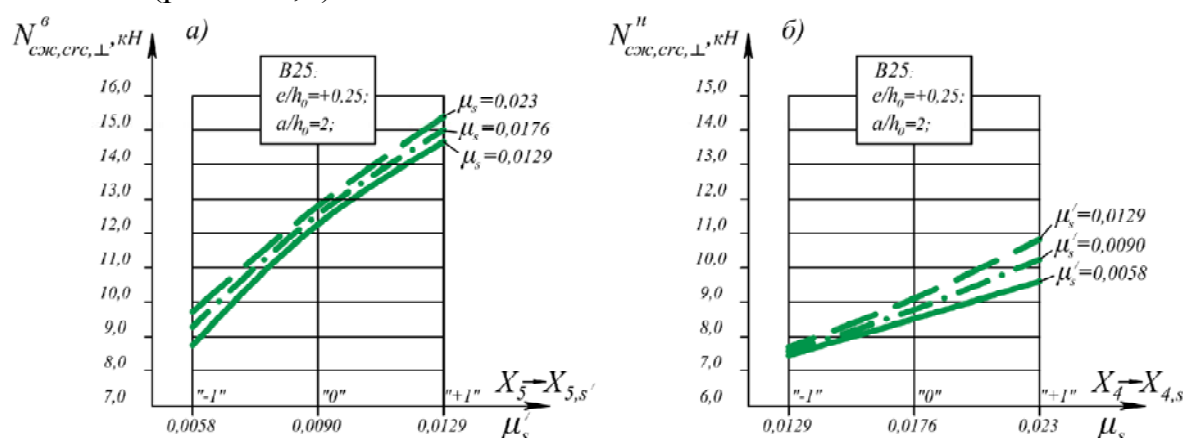 N^в_сж,crc,⊥, кН
а)
B25:
e/h₀=+0.25;
a/h₀=2;
16,0
15,0
14,0
13,0
12,0
11,0
10,0
9,0
8,0
7,0
μₛ=0,023
μₛ=0,0176
μₛ=0,0129
"-1"
"0"
"+1"
X₅→X₅,ₛ′
0,0058
0,0090
0,0129
μₛ′
N^н_сж,crc,⊥, кН
б)
B25:
e/h₀=+0.25;
a/h₀=2;
15,0
14,0
13,0
12,0
11,0
10,0
9,0
8,0
7,0
6,0
μₛ′=0,0129
μₛ′=0,0090
μₛ′=0,0058
"-1"
"0"
"+1"
X₄→X₄,ₛ
0,0129
0,0176
0,023
μₛ